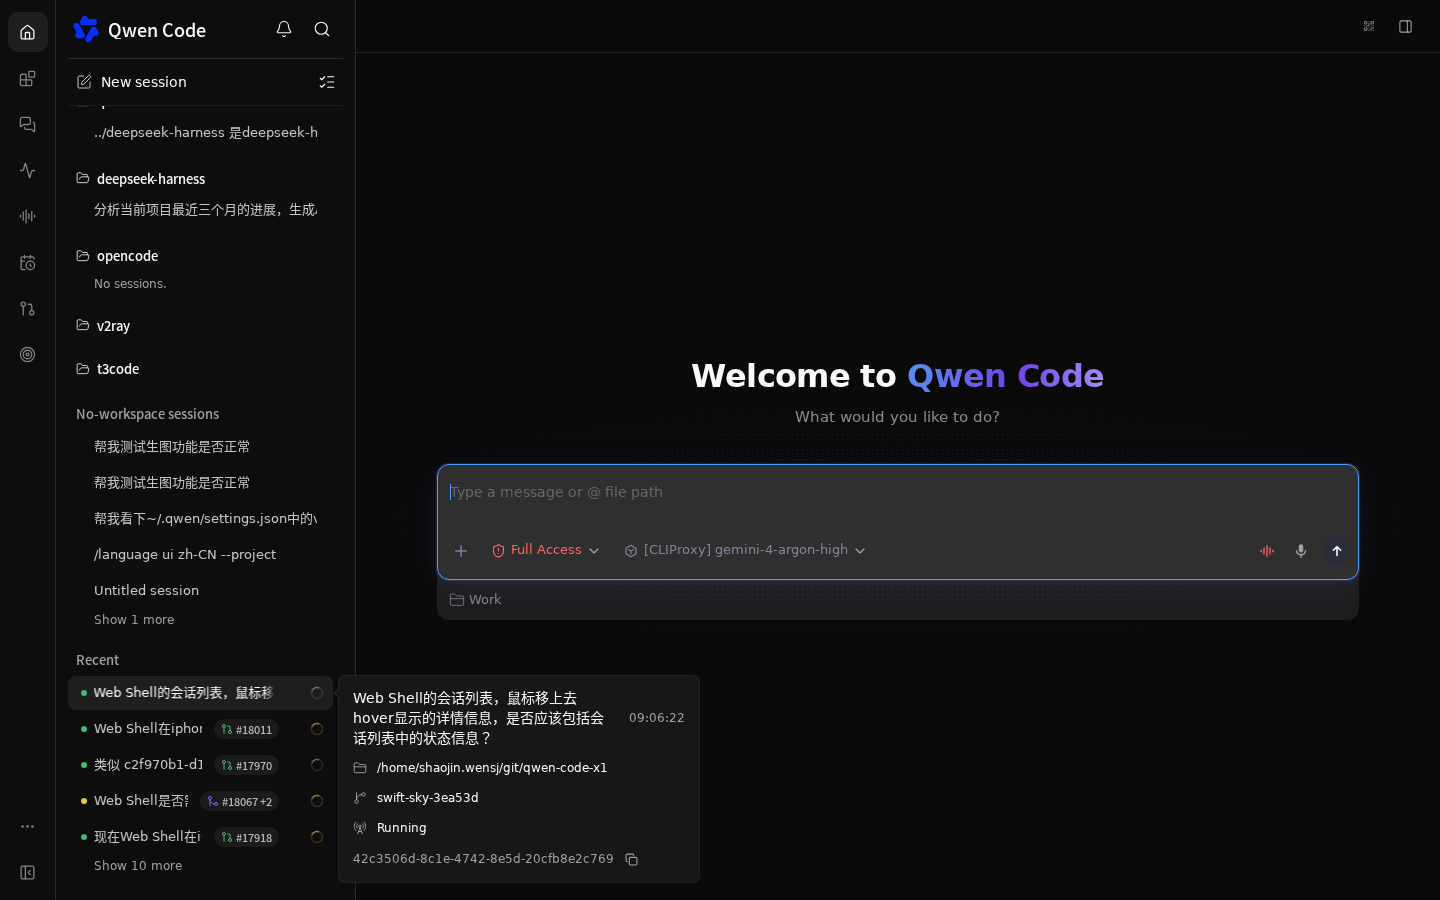 Qwen Code
New session
../deepseek-harness 是deepseek-h
deepseek-harness
分析当前项目最近三个月的进展，生成
opencode
No sessions.
v2ray
t3code
No-workspace sessions
帮我测试生图功能是否正常
帮我测试生图功能是否正常
帮我看下~/.qwen/settings.json中的
/language ui zh-CN --project
Untitled session
Show 1 more
Recent
Web Shell的会话列表，鼠标移
Web Shell在iphon
#18011
类似 c2f970b1-d1
#17970
Web Shell是否
#18067 +2
现在Web Shell在i
#17918
Show 10 more
Welcome to Qwen Code
What would you like to do?
Type a message or @ file path
Full Access
[CLIProxy] gemini-4-argon-high
Work
Web Shell的会话列表，鼠标移上去
hover显示的详情信息，是否应该包括会
话列表中的状态信息？
09:06:22
/home/shaojin.wensj/git/qwen-code-x1
swift-sky-3ea53d
Running
42c3506d-8c1e-4742-8e5d-20cfb8e2c769